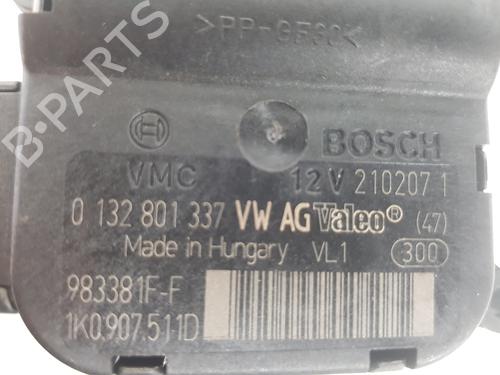 >PP-GF30<
BOSCH
VMC 12V 210207 1
0 132 801 337 VW AG Valeo® (47)
Made in Hungary VL1 300
983381F-F
1K0.907.511D
B-PARTS